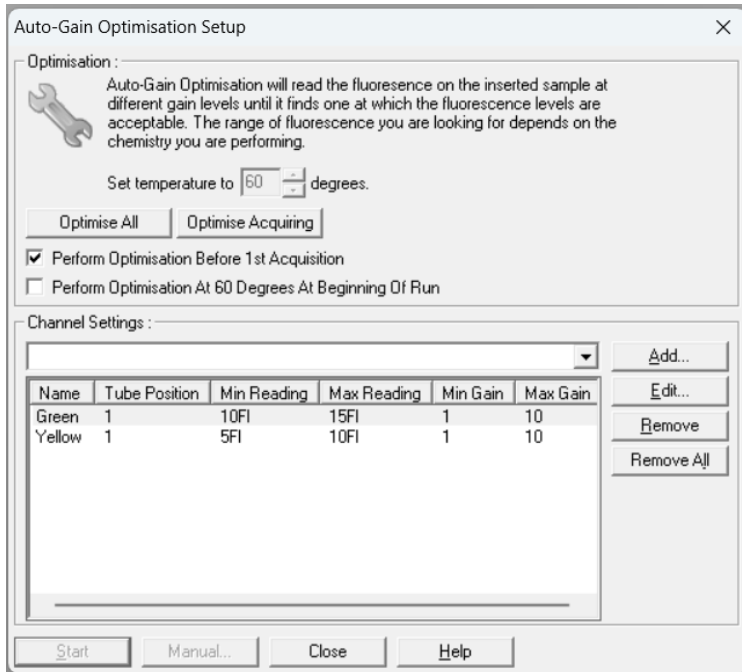 Auto-Gain Optimisation Setup
Optimisation :
Auto-Gain Optimisation will read the fluoresence on the inserted sample at
different gain levels until it finds one at which the fluorescence levels are
acceptable. The range of fluorescence you are looking for depends on the
chemistry you are performing.
Set temperature to 60 degrees.
Optimise All Optimise Acquiring
Perform Optimisation Before 1st Acquisition
Perform Optimisation At 60 Degrees At Beginning Of Run
Channel Settings :
Add...
Name Tube Position Min Reading Max Reading Min Gain Max Gain Edit...
Green 1 10Fl 15Fl 1 10
Remove
Yellow 1 5Fl 10Fl 1 10
Remove All
Start Manual... Close Help